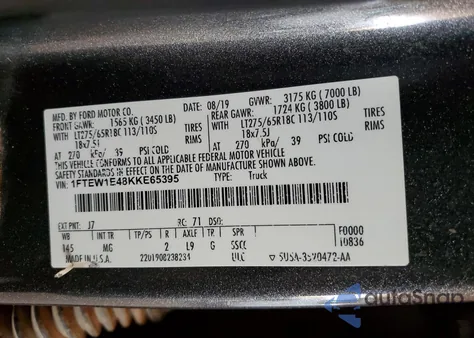 MFD. BY FORD MOTOR CO.
DATE: 08/19 GVWR: 3175 KG (7000 LB)
FRONT GAWR: 1565 KG (3450 LB) REAR GAWR: 1724 KG (3800 LB)
WITH LT275/65R18C 113/110S TIRES WITH LT275/65R18C 113/110S TIRES
18x7.5J RIMS 18x7.5J RIMS
AT 270 kPa/ 39 PSI COLD AT 270 kPa/ 39 PSI COLD
THIS VEHICLE CONFORMS TO ALL APPLICABLE FEDERAL MOTOR VEHICLE
SAFETY STANDARDS IN EFFECT ON THE DATE OF MANUFACTURE SHOWN ABOVE.
VIN: 1FTEW1E48KKE65395 TYPE: Truck
EXT PNT: J7 RC: 71 DSO:
WB INT TR TP/PS R AXLE TR SPR F0000
145 MG 2 L9 G SSCC 10836
MADE IN U.S.A. 2201908238234
autoSnap